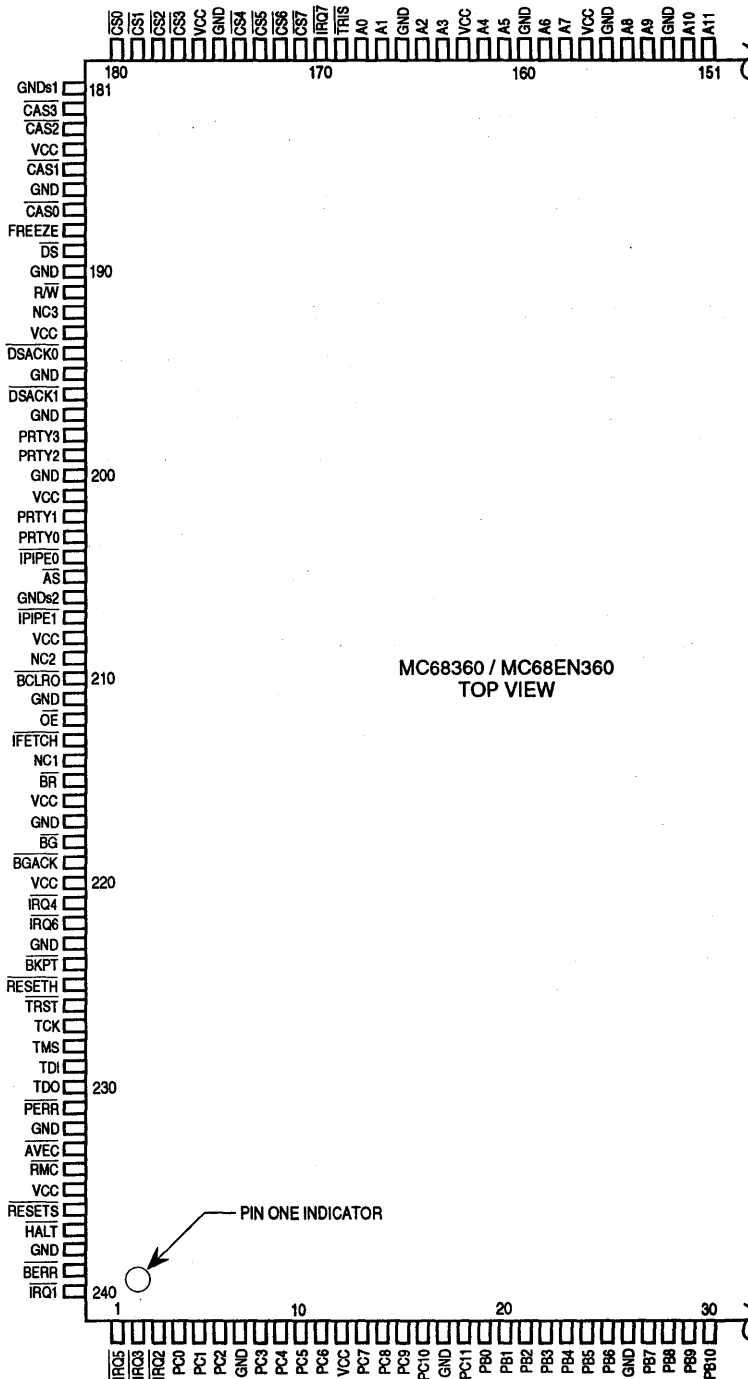 CS0 CS1 CS2 CS3 VCC GND CS4 CS5 CS6 CS7 IRQ7 TRIS A0 A1 GND A2 A3 VCC A4 A5 GND A6 A7 VCC GND A8 A9 GND A10 A11
180 170 160 151
GNDs1 181
CAS3
CAS2
VCC
CAS1
GND
CAS0
FREEZE
DS
GND 190
R/W
NC3
VCC
DSACK0
GND
DSACK1
GND
PRTY3
PRTY2
GND 200
VCC
PRTY1
PRTY0
IPIPE0
AS
GNDs2
IPIPE1
VCC
NC2
MC68360 / MC68EN360
BCLRO 210
TOP VIEW
GND
OE
IFETCH
NC1
BR
VCC
GND
BG
BGACK
VCC 220
IRQ4
IRQ6
GND
BKPT
RESETH
TRST
TCK
TMS
TDI
TDO 230
PERR
GND
AVEC
RMC
VCC
RESETS
PIN ONE INDICATOR
HALT
GND
BERR
IRQ1 240
1 10 20 30
IRQ5 IRQ3 IRQ2 PC0 PC1 PC2 GND PC3 PC4 PC5 PC6 VCC PC7 PC8 PC9 PC10 GND PC11 PB0 PB1 PB2 PB3 PB4 PB5 PB6 GND PB7 PB8 PB9 PB10